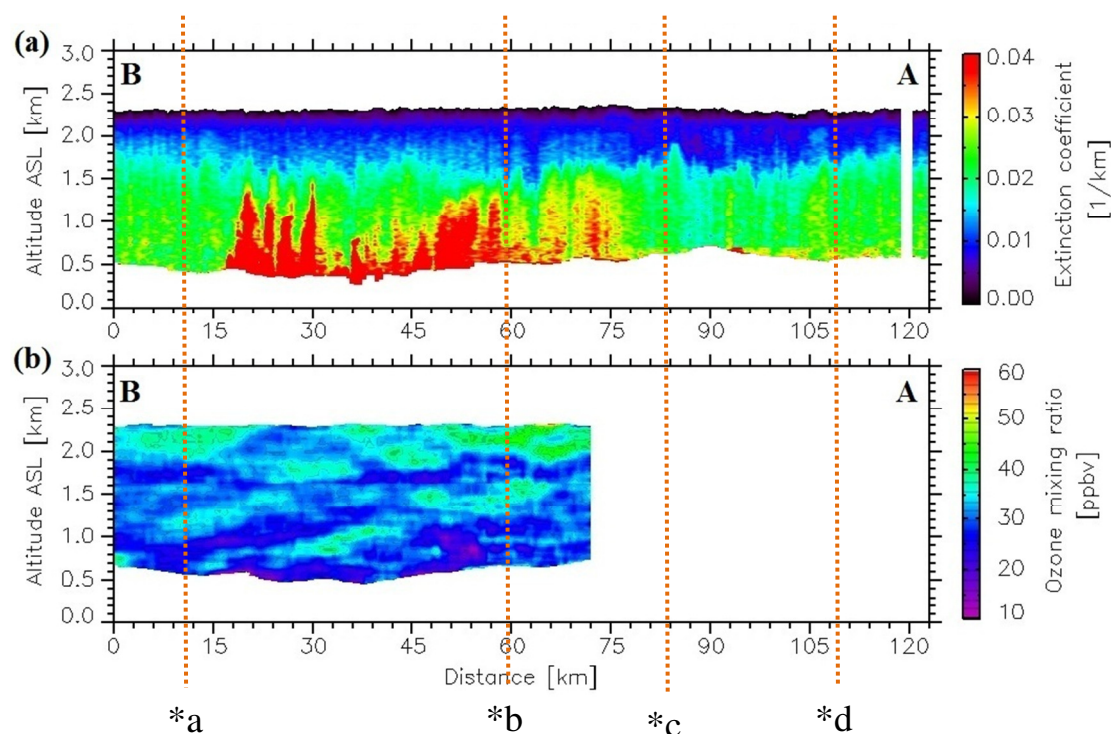 (a)
3.0
2.5
2.0
1.5
1.0
0.5
0.0
Altitude ASL [km]
B
A
0 15 30 45 60 75 90 105 120
0.04
0.03
0.02
0.01
0.00
Extinction coefficient
[1/km]
(b)
3.0
2.5
2.0
1.5
1.0
0.5
0.0
Altitude ASL [km]
B
A
0 15 30 45 60 75 90 105 120
Distance [km]
60
50
40
30
20
10
Ozone mixing ratio
[ppbv]
*a *b *c *d